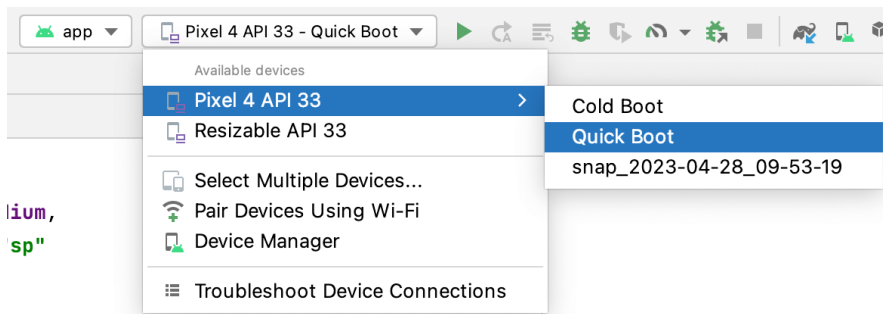 app
Pixel 4 API 33 - Quick Boot
Available devices
Pixel 4 API 33
Cold Boot
Resizable API 33
Quick Boot
snap_2023-04-28_09-53-19
Select Multiple Devices...
Pair Devices Using Wi-Fi
dium,
"sp"
Device Manager
Troubleshoot Device Connections